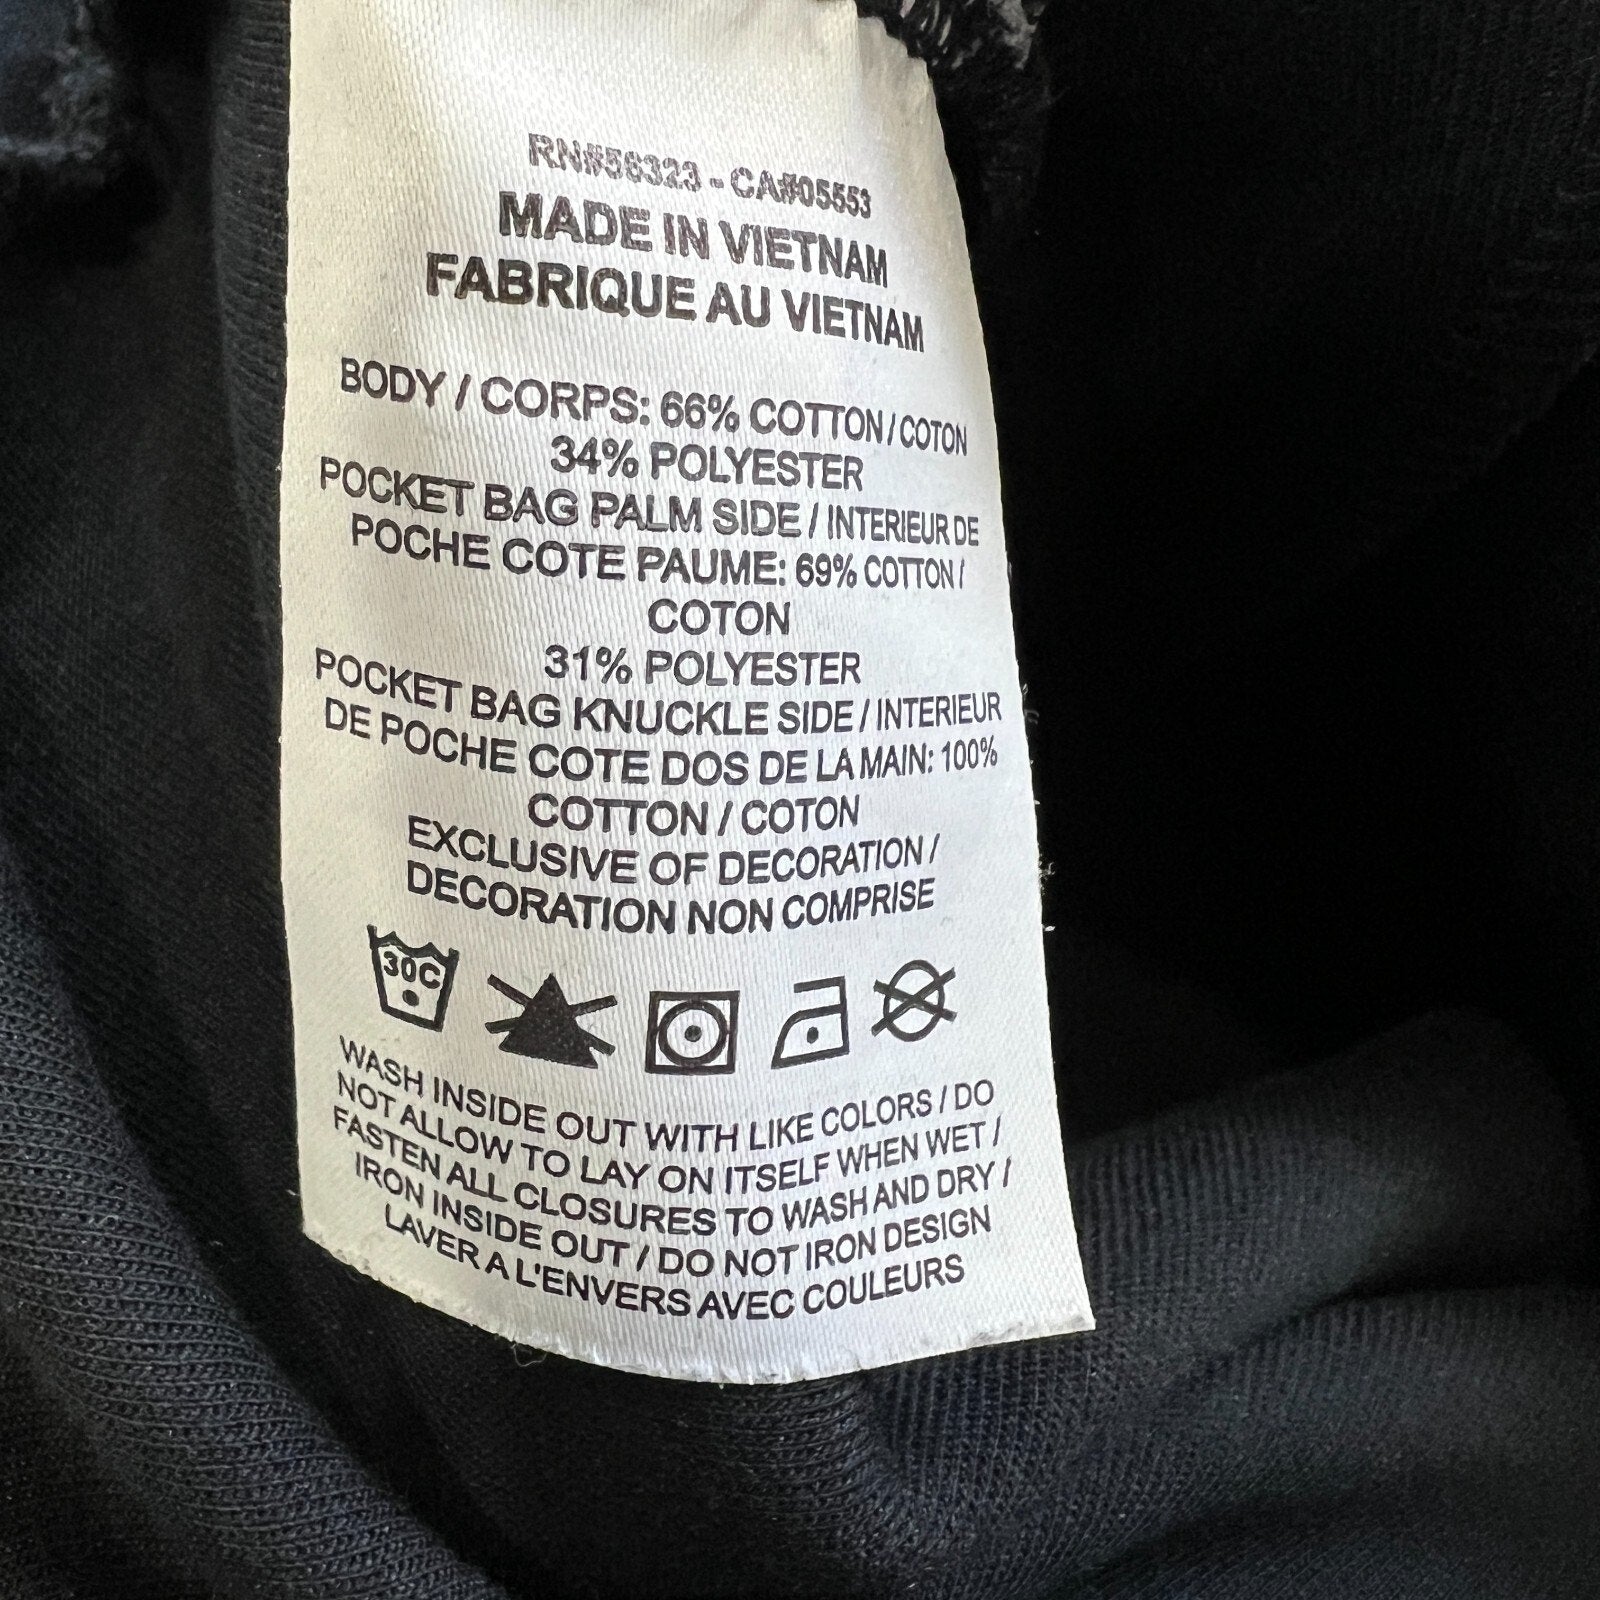 RN#56323 - CA#05553
MADE IN VIETNAM
FABRIQUE AU VIETNAM
BODY / CORPS: 66% COTTON / COTON
34% POLYESTER
POCKET BAG PALM SIDE / INTERIEUR DE
POCHE COTE PAUME: 69% COTTON /
COTON
31% POLYESTER
POCKET BAG KNUCKLE SIDE / INTERIEUR
DE POCHE COTE DOS DE LA MAIN: 100%
COTTON / COTON
EXCLUSIVE OF DECORATION /
DECORATION NON COMPRISE
30C
WASH INSIDE OUT WITH LIKE COLORS / DO
NOT ALLOW TO LAY ON ITSELF WHEN WET /
FASTEN ALL CLOSURES TO WASH AND DRY /
IRON INSIDE OUT / DO NOT IRON DESIGN
LAVER A L'ENVERS AVEC COULEURS